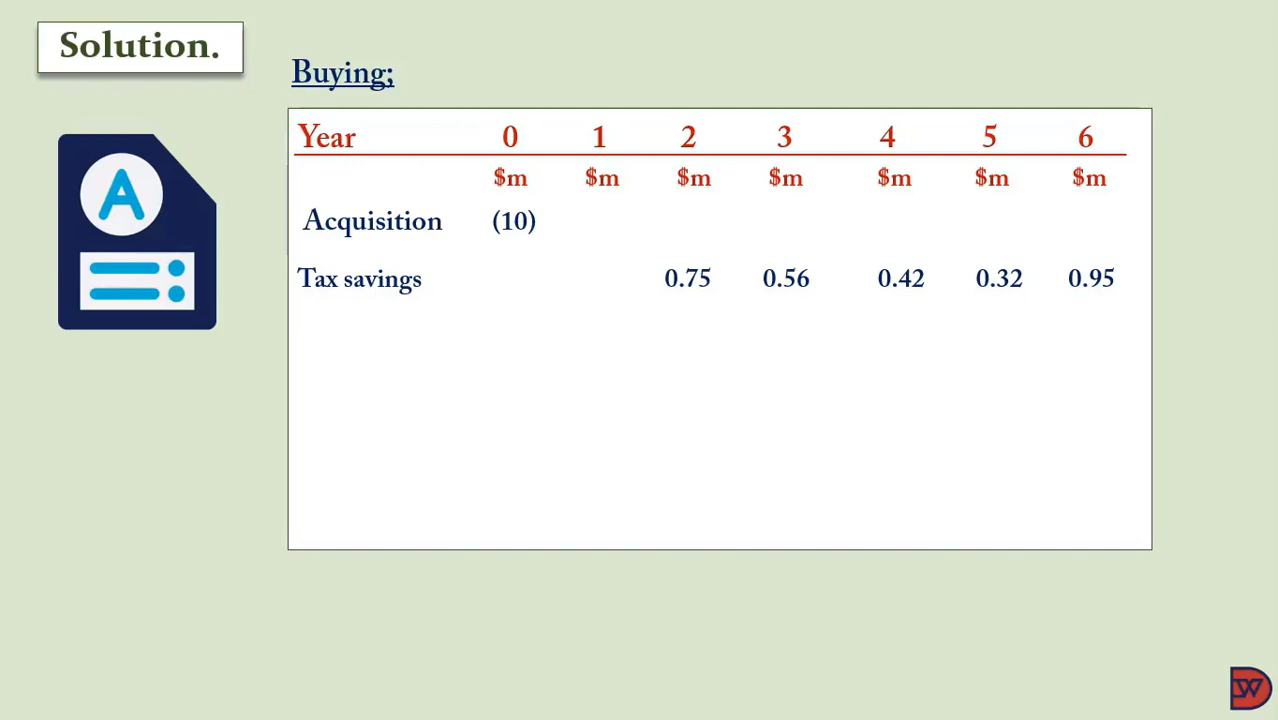 Solution.
Buying;
Year 0 1 2 3 4 5 6
$m $m $m $m $m $m $m
Acquisition (10)
Tax savings 0.75 0.56 0.42 0.32 0.95
A
DW